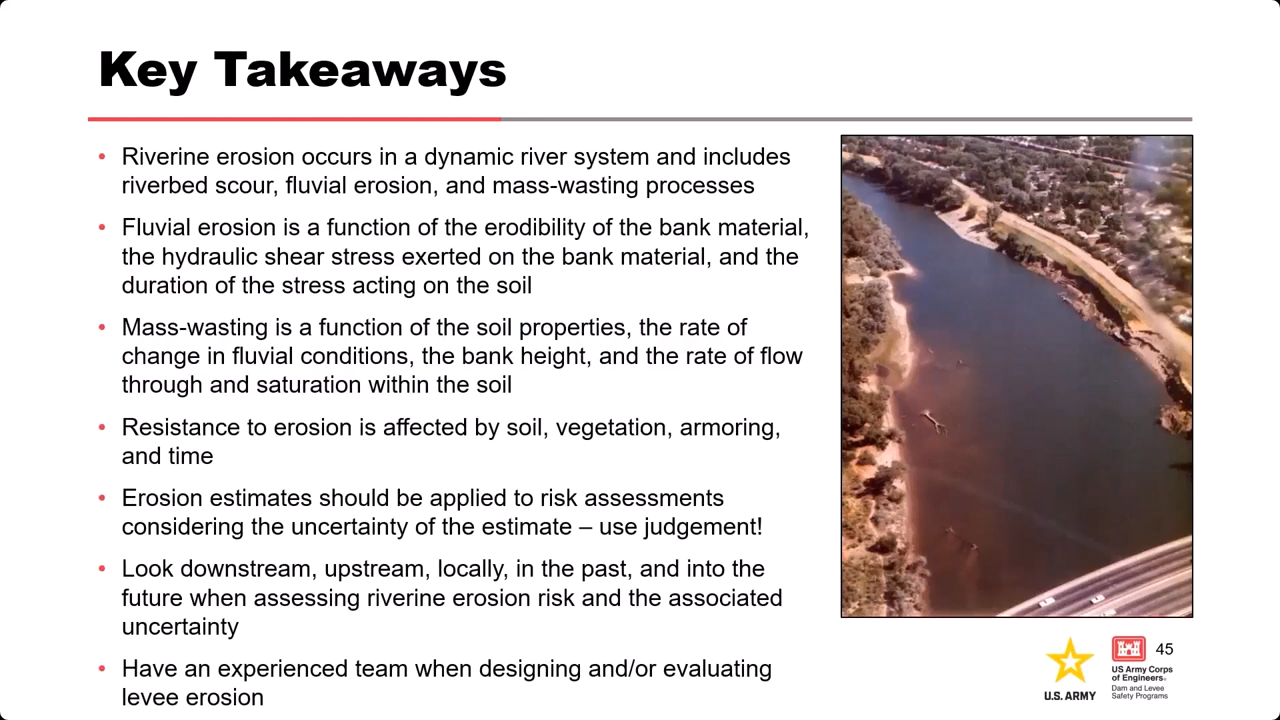 Key Takeaways
• Riverine erosion occurs in a dynamic river system and includes
riverbed scour, fluvial erosion, and mass-wasting processes
• Fluvial erosion is a function of the erodibility of the bank material,
the hydraulic shear stress exerted on the bank material, and the
duration of the stress acting on the soil
• Mass-wasting is a function of the soil properties, the rate of
change in fluvial conditions, the bank height, and the rate of flow
through and saturation within the soil
• Resistance to erosion is affected by soil, vegetation, armoring,
and time
• Erosion estimates should be applied to risk assessments
considering the uncertainty of the estimate – use judgement!
• Look downstream, upstream, locally, in the past, and into the
future when assessing riverine erosion risk and the associated
uncertainty
• Have an experienced team when designing and/or evaluating
levee erosion
U.S. ARMY
45
US Army Corps
of Engineers®
Dam and Levee
Safety Programs